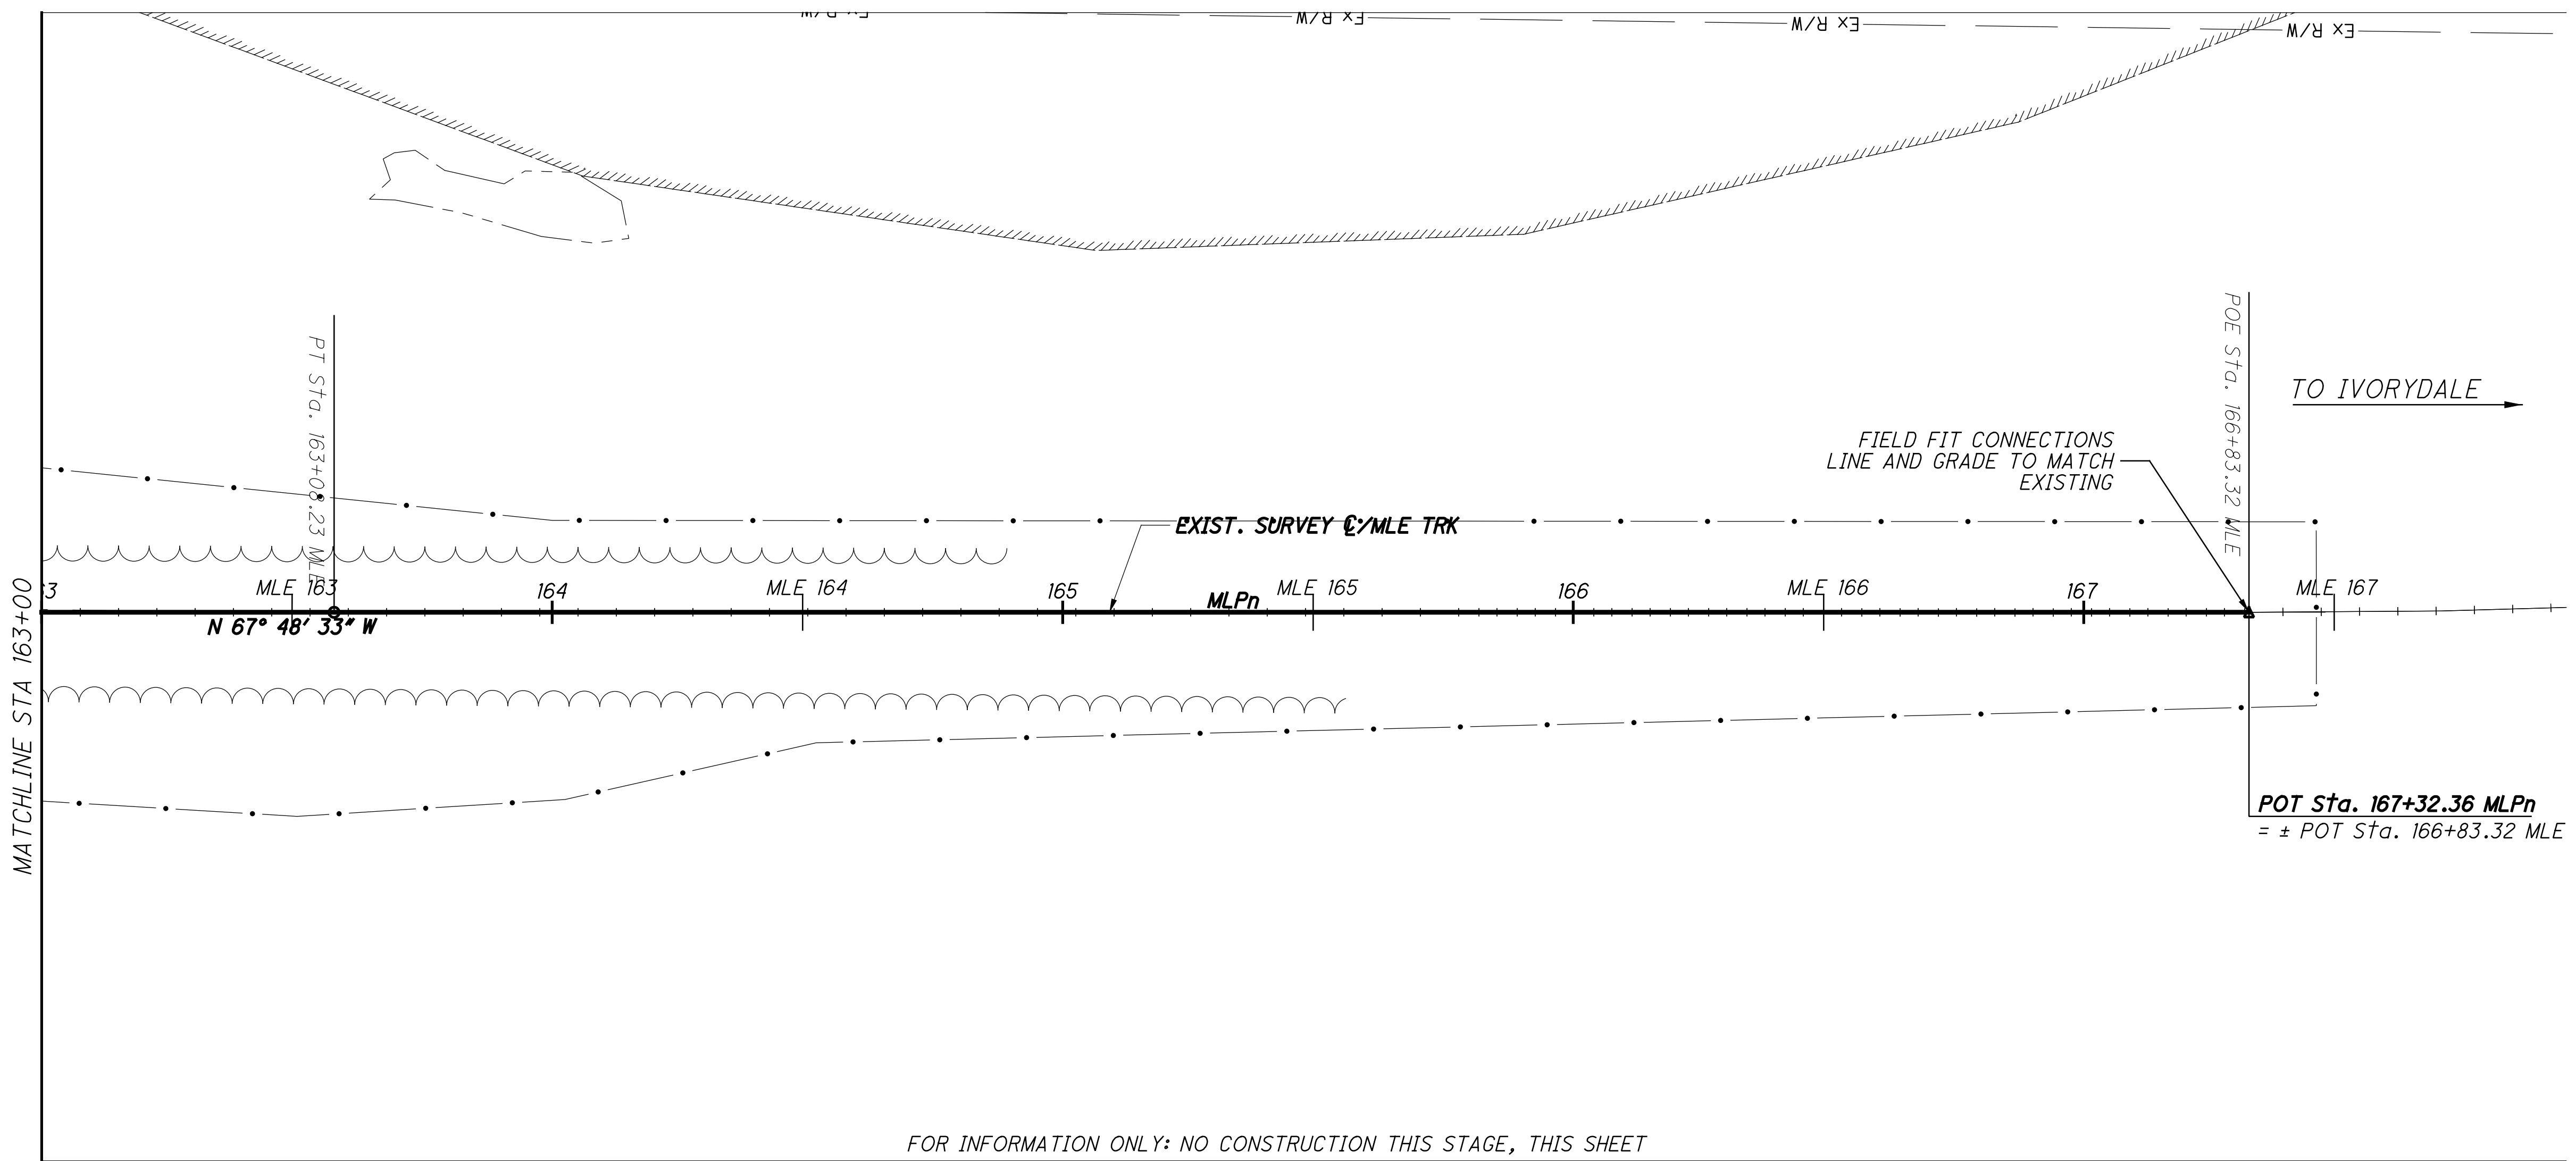 Ex R/W
Ex R/W
Ex R/W
Ex R/W
PT Sta. 163+08.23 MLE
POE Sta. 166+83.32 MLE
TO IVORYDALE
FIELD FIT CONNECTIONS
LINE AND GRADE TO MATCH
EXISTING
EXIST. SURVEY ℄/MLE TRK
MLE 163
164
MLE 164
165
MLPn
MLE 165
166
MLE 166
167
MLE 167
N 67° 48' 33" W
MATCHLINE STA 163+00
POT Sta. 167+32.36 MLPn
= ± POT Sta. 166+83.32 MLE
FOR INFORMATION ONLY: NO CONSTRUCTION THIS STAGE, THIS SHEET